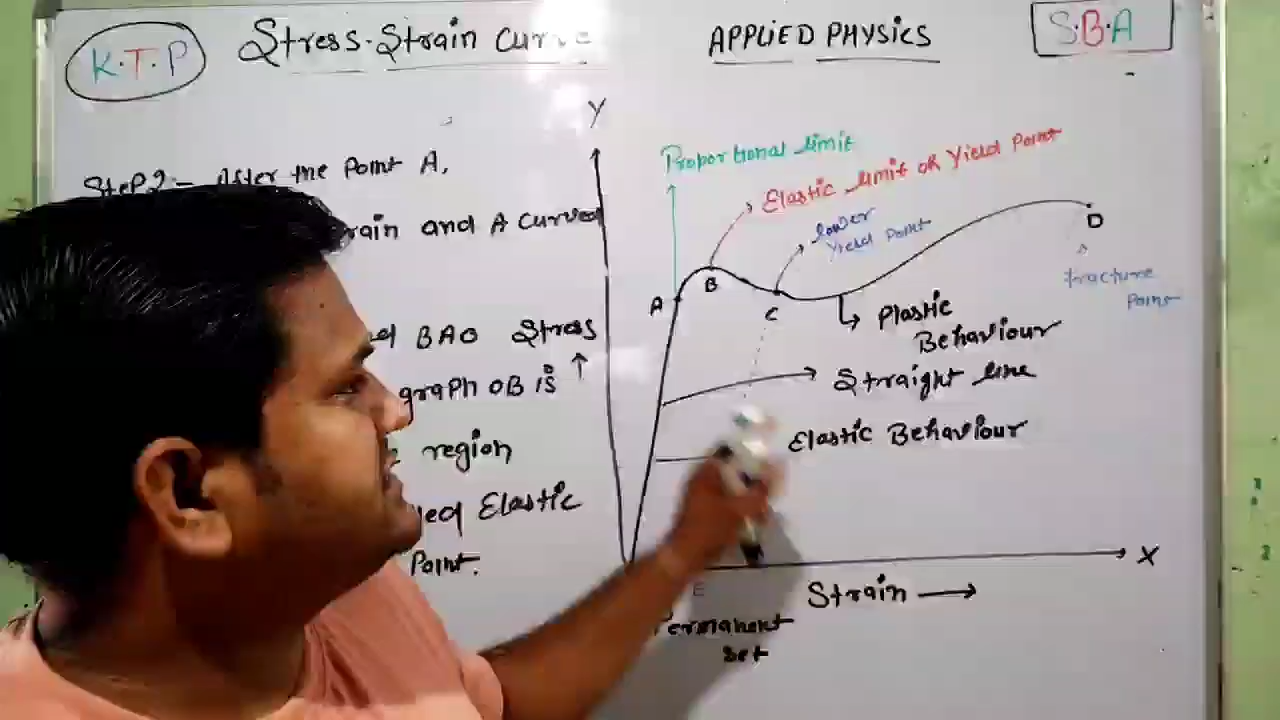 K.T.P
Stress-Strain Curve
APPLIED PHYSICS
S.B.A
Step2:- After the Point A,
rain and A curved
BAO Stress
graph OB is ↑
region
Elastic
Point.
Y
Proportional limit
Elastic limit or Yield Point
lower
Yield Point
A
B
C
D
fracture
Point
Plastic
Behaviour
Straight line
Elastic Behaviour
X
E
Strain →
Permanent
set